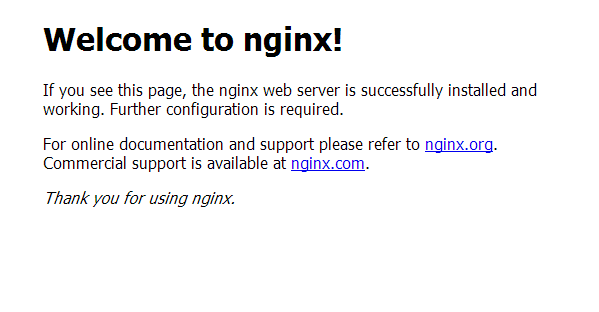 Welcome to nginx!
If you see this page, the nginx web server is successfully installed and
working. Further configuration is required.
For online documentation and support please refer to nginx.org.
Commercial support is available at nginx.com.
Thank you for using nginx.